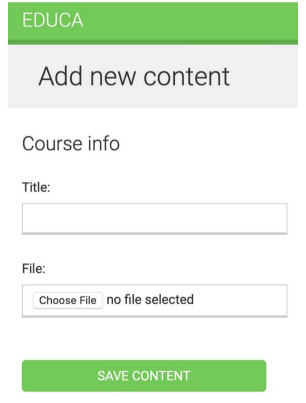 EDUCA
Add new content
Course info
Title:
File:
Choose File no file selected
SAVE CONTENT